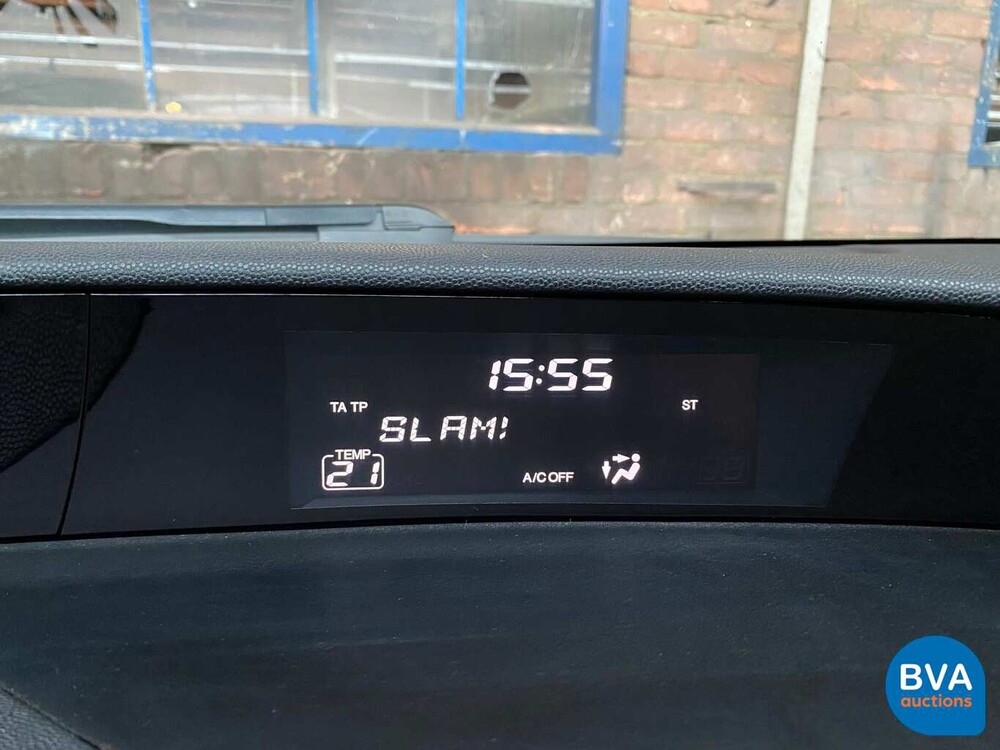 15:55
TA TP
ST
SLAM!
TEMP
21
A/C OFF
BVA
auctions